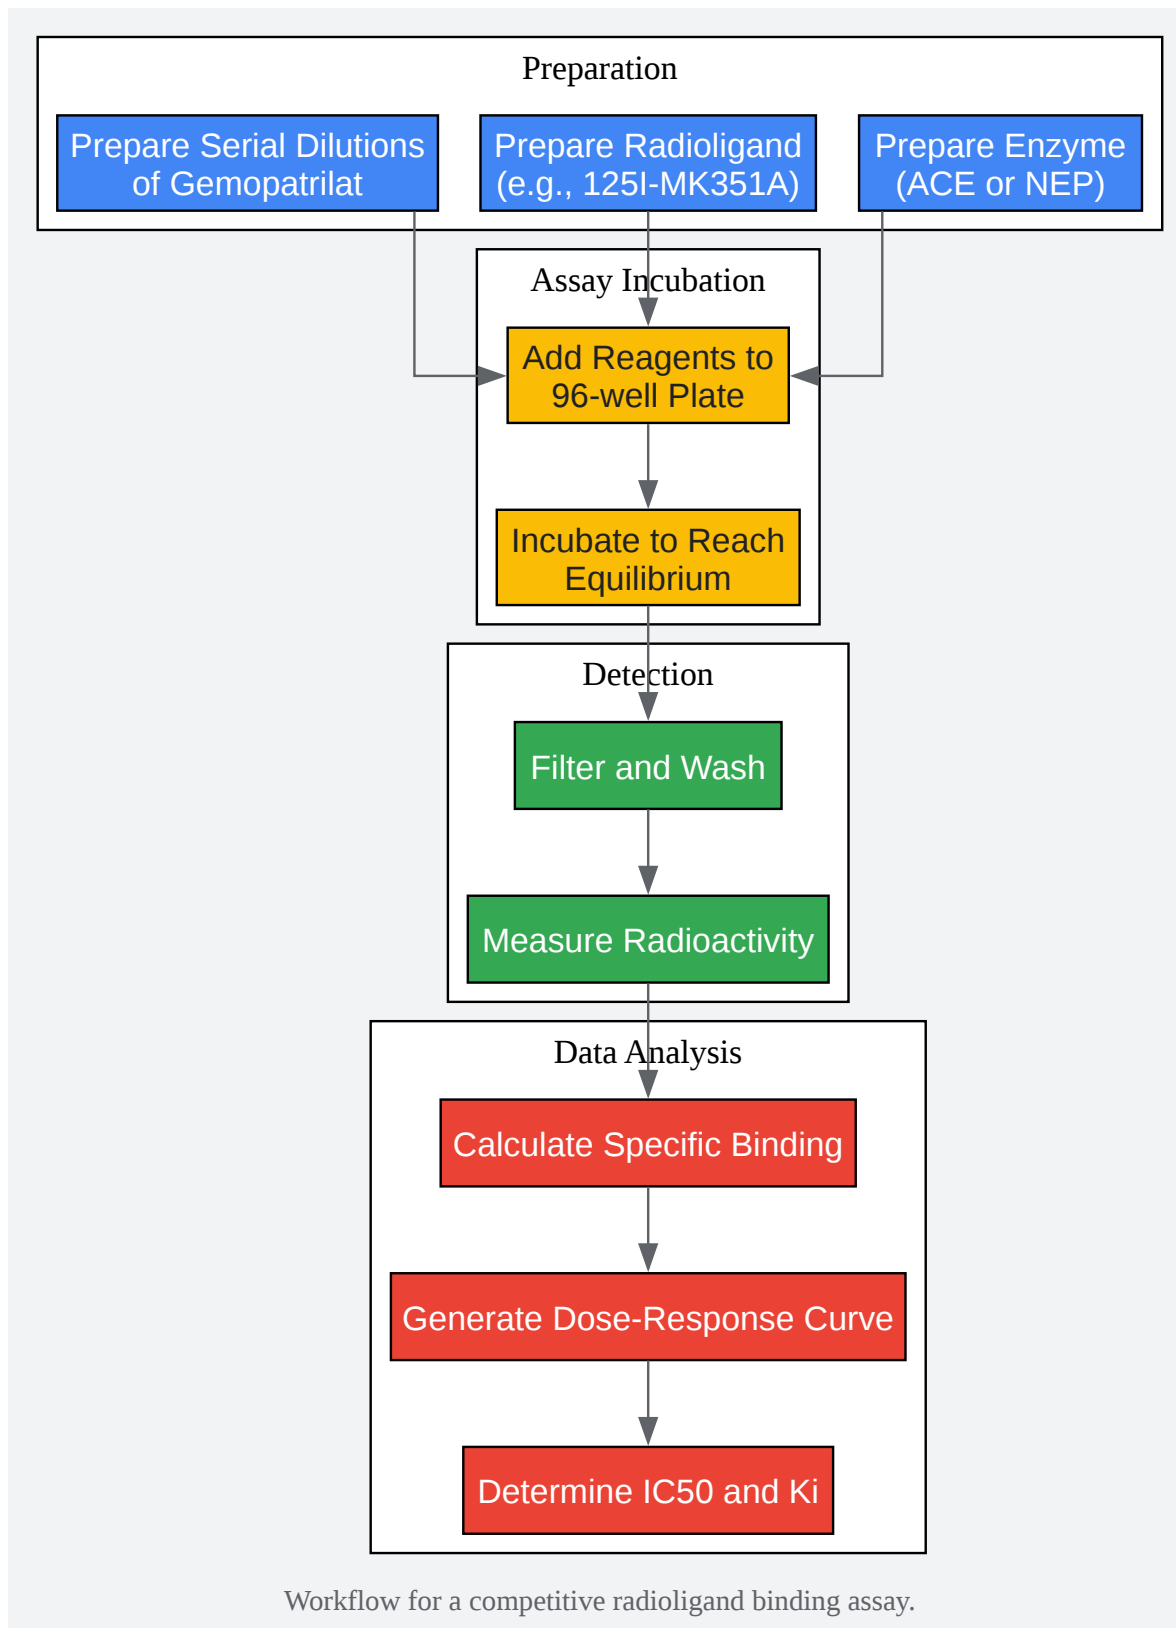 Preparation
Prepare Serial Dilutions
of Gemopatrilat
Prepare Radioligand
(e.g., 125I-MK351A)
Prepare Enzyme
(ACE or NEP)
Assay Incubation
Add Reagents to
96-well Plate
Incubate to Reach
Equilibrium
Detection
Filter and Wash
Measure Radioactivity
Data Analysis
Calculate Specific Binding
Generate Dose-Response Curve
Determine IC50 and Ki
Workflow for a competitive radioligand binding assay.